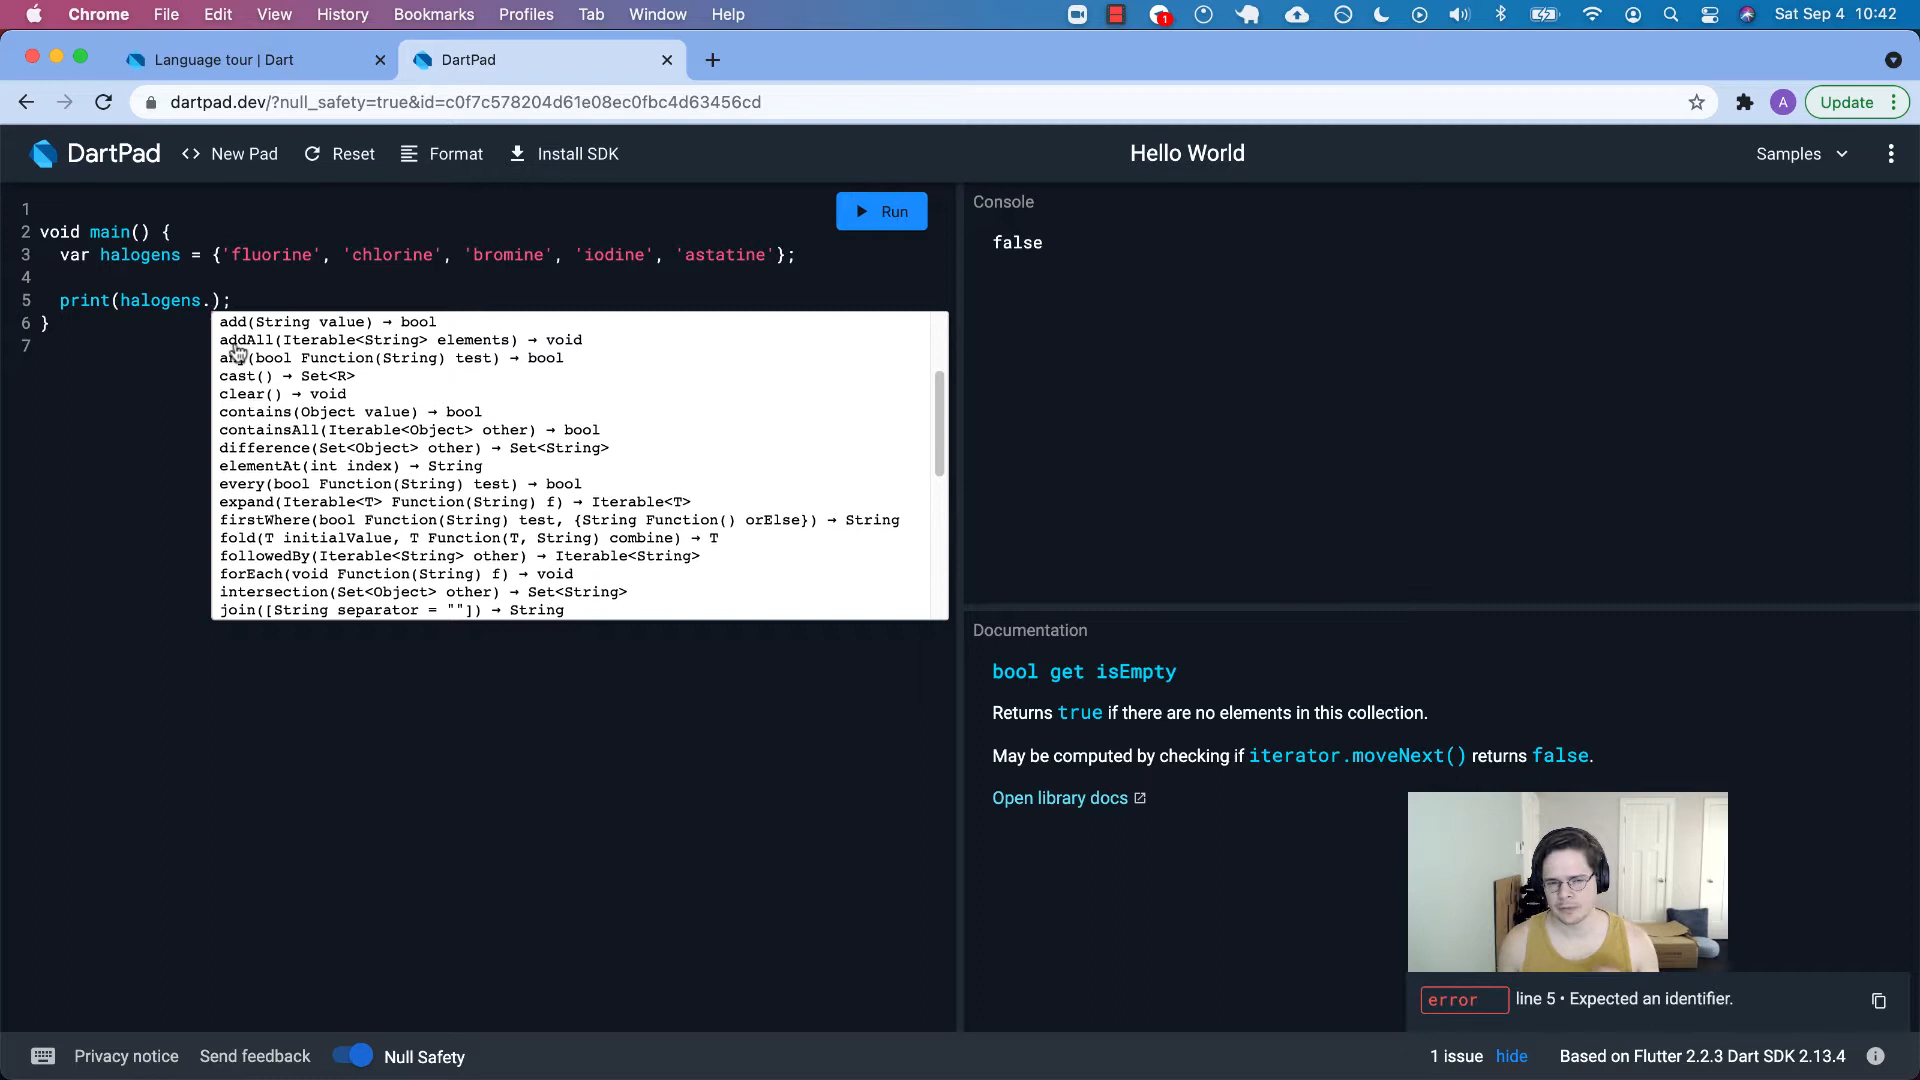 Chrome File Edit View History Bookmarks Profiles Tab Window Help 1 Sat Sep 4 10:42
Language tour | Dart DartPad
dartpad.dev/?null_safety=true&id=c0f7c578204d61e08ec0fbc4d63456cd A Update
DartPad <> New Pad Reset Format Install SDK Hello World Samples
Run
1
2 void main() {
3 var halogens = {'fluorine', 'chlorine', 'bromine', 'iodine', 'astatine'};
4
5 print(halogens.);
6 }
7
add(String value) → bool
addAll(Iterable<String> elements) → void
any(bool Function(String) test) → bool
cast() → Set<R>
clear() → void
contains(Object value) → bool
containsAll(Iterable<Object> other) → bool
difference(Set<Object> other) → Set<String>
elementAt(int index) → String
every(bool Function(String) test) → bool
expand(Iterable<T> Function(String) f) → Iterable<T>
firstWhere(bool Function(String) test, {String Function() orElse}) → String
fold(T initialValue, T Function(T, String) combine) → T
followedBy(Iterable<String> other) → Iterable<String>
forEach(void Function(String) f) → void
intersection(Set<Object> other) → Set<String>
join([String separator = ""]) → String
Console
false
Documentation
bool get isEmpty
Returns true if there are no elements in this collection.
May be computed by checking if iterator.moveNext() returns false.
Open library docs
error line 5 • Expected an identifier.
Privacy notice Send feedback Null Safety 1 issue hide Based on Flutter 2.2.3 Dart SDK 2.13.4